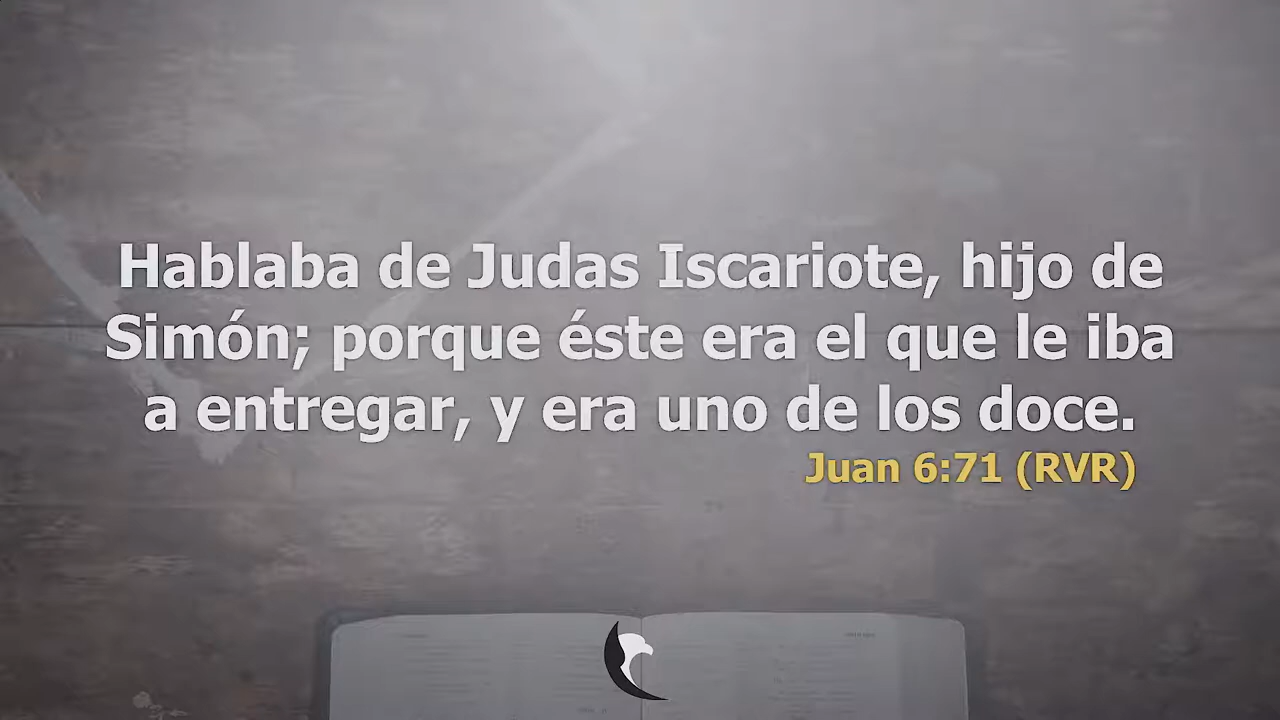 Hablaba de Judas Iscariote, hijo de
Simón; porque éste era el que le iba
a entregar, y era uno de los doce.
Juan 6:71 (RVR)